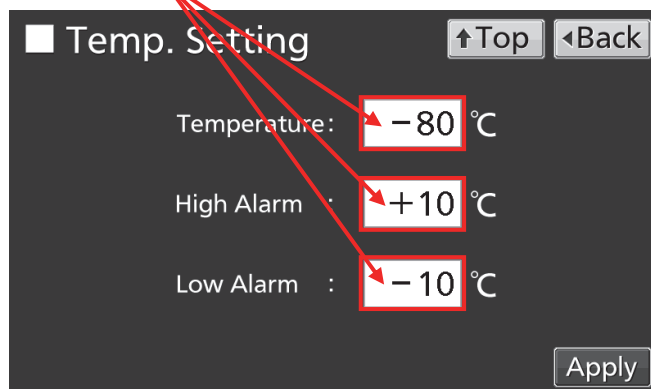 Temp. Setting Top Back
Temperature: −80 ℃
High Alarm : +10 ℃
Low Alarm : −10 ℃
Apply